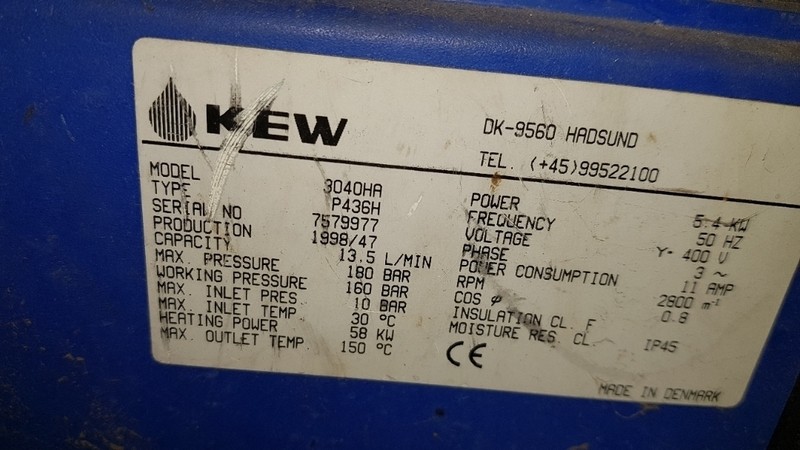 KEW
DK-9560 HADSUND
TEL. (+45)99522100
MODEL 3040HA
TYPE P436H
SERIAL NO 7579977
PRODUCTION 1998/47
CAPACITY 13.5 L/MIN
MAX. PRESSURE 180 BAR
WORKING PRESSURE 160 BAR
MAX. INLET PRES. 10 BAR
MAX. INLET TEMP. 30 °C
HEATING POWER 58 KW
MAX. OUTLET TEMP. 150 °C
POWER 5.4 KW
FREQUENCY 50 HZ
VOLTAGE Y- 400 V
PHASE 3 ~
POWER CONSUMPTION 11 AMP
RPM 2800 m⁻¹
COS φ 0.8
INSULATION CL. F
MOISTURE RES. CL. IP45
CE
MADE IN DENMARK